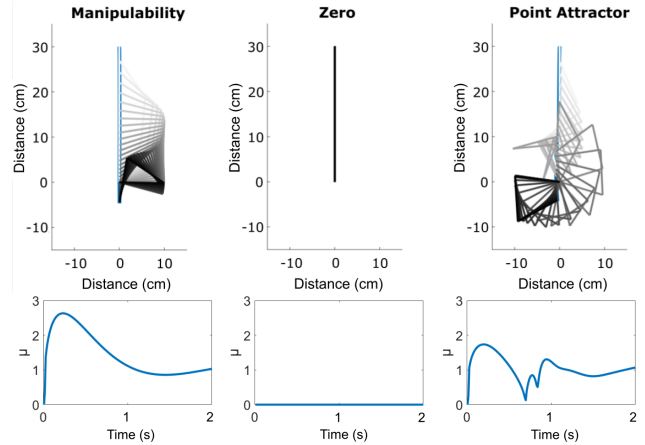 Manipulability Zero Point Attractor
30 30 30
20 20 20
10 10 10
0 0 0
-10 -10 -10
Distance (cm) Distance (cm) Distance (cm)
-10 0 10 -10 0 10 -10 0 10
Distance (cm) Distance (cm) Distance (cm)
3 3 3
2 2 2
μ μ μ
1 1 1
0 0 0
0 1 2 0 1 2 0 1 2
Time (s) Time (s) Time (s)